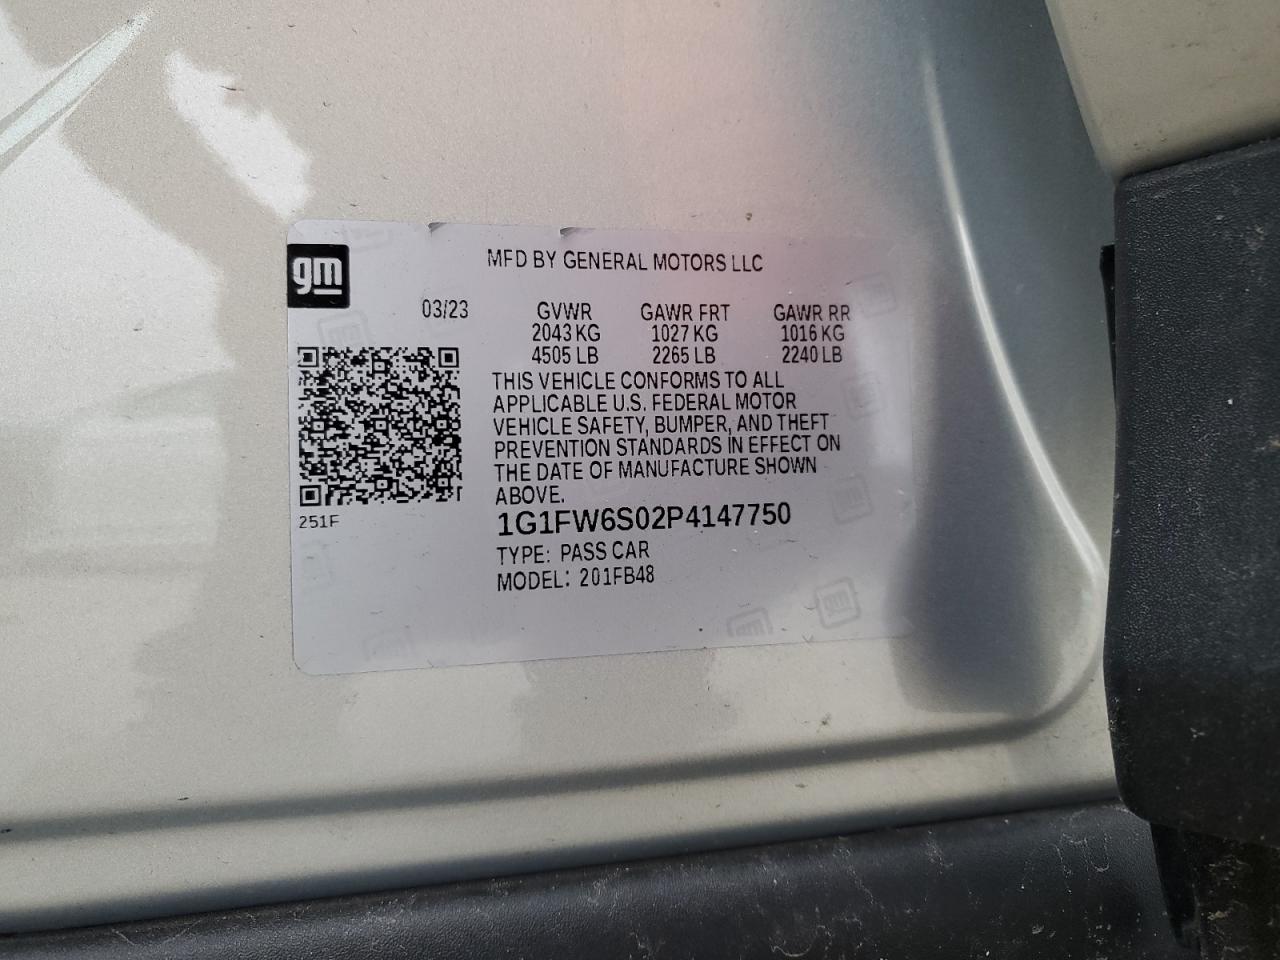 gm
MFD BY GENERAL MOTORS LLC
03/23 GVWR GAWR FRT GAWR RR
2043 KG 1027 KG 1016 KG
4505 LB 2265 LB 2240 LB
THIS VEHICLE CONFORMS TO ALL
APPLICABLE U.S. FEDERAL MOTOR
VEHICLE SAFETY, BUMPER, AND THEFT
PREVENTION STANDARDS IN EFFECT ON
THE DATE OF MANUFACTURE SHOWN
ABOVE.
251F
1G1FW6S02P4147750
TYPE: PASS CAR
MODEL: 201FB48